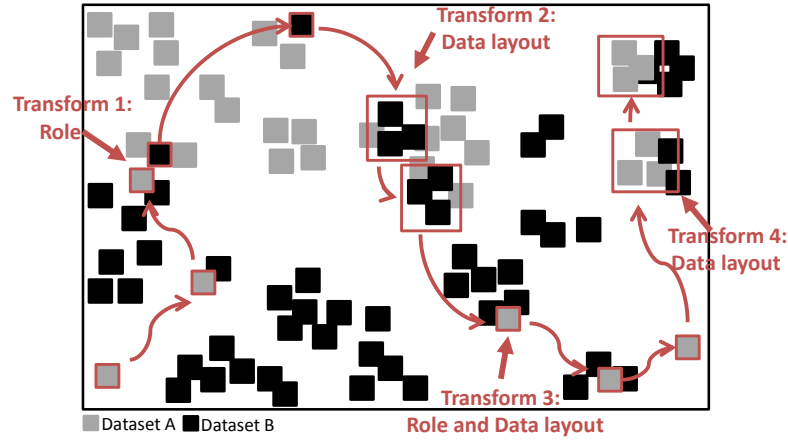 Transform 2:
Data layout
Transform 1:
Role
Transform 4:
Data layout
Transform 3:
Role and Data layout
Dataset A
Dataset B